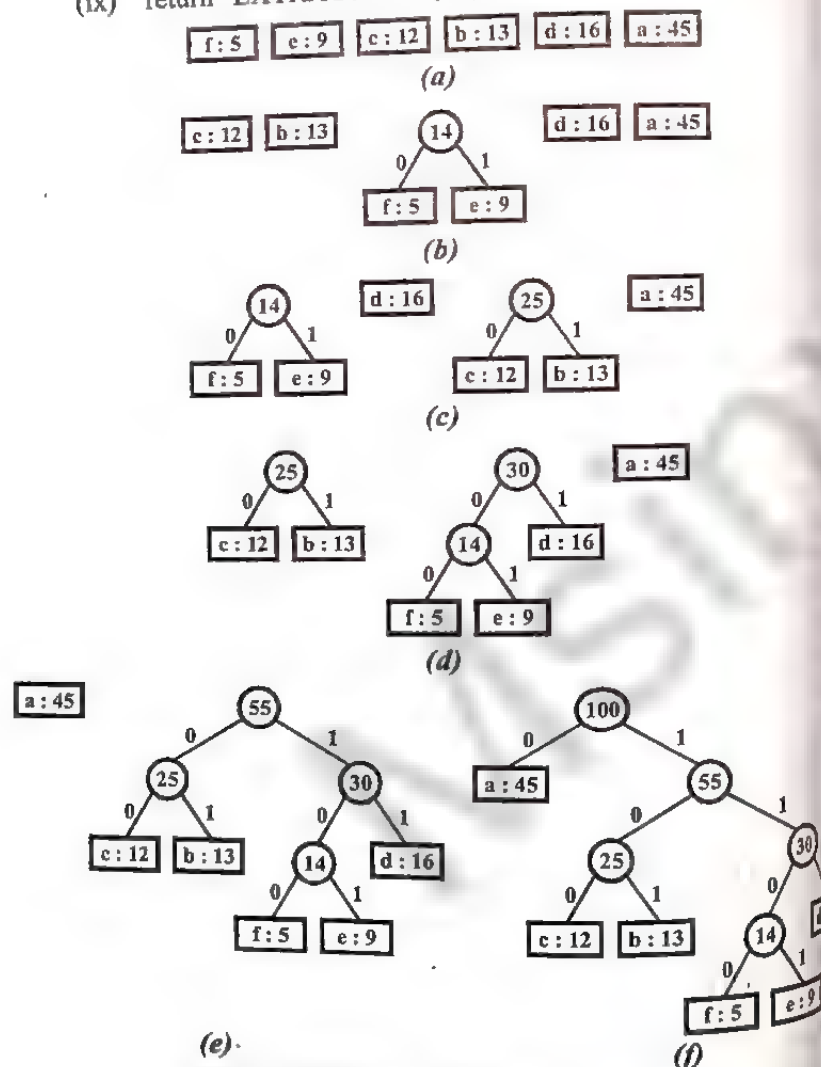 (ix) return
f : 5 e : 9 c : 12 b : 13 d : 16 a : 45
(a)
c : 12 b : 13 14 d : 16 a : 45
0 1
f : 5 e : 9
(b)
14 d : 16 25 a : 45
0 1 0 1
f : 5 e : 9 c : 12 b : 13
(c)
25 30 a : 45
0 1 0 1
c : 12 b : 13 14 d : 16
0 1
f : 5 e : 9
(d)
a : 45 55 100
0 1 0 1
25 30 a : 45 55
0 1 0 1 0 1
c : 12 b : 13 14 d : 16 25 30
0 1 0 1 0
f : 5 e : 9 c : 12 b : 13 14
0 1
f : 5 e : 9
(e) (f)